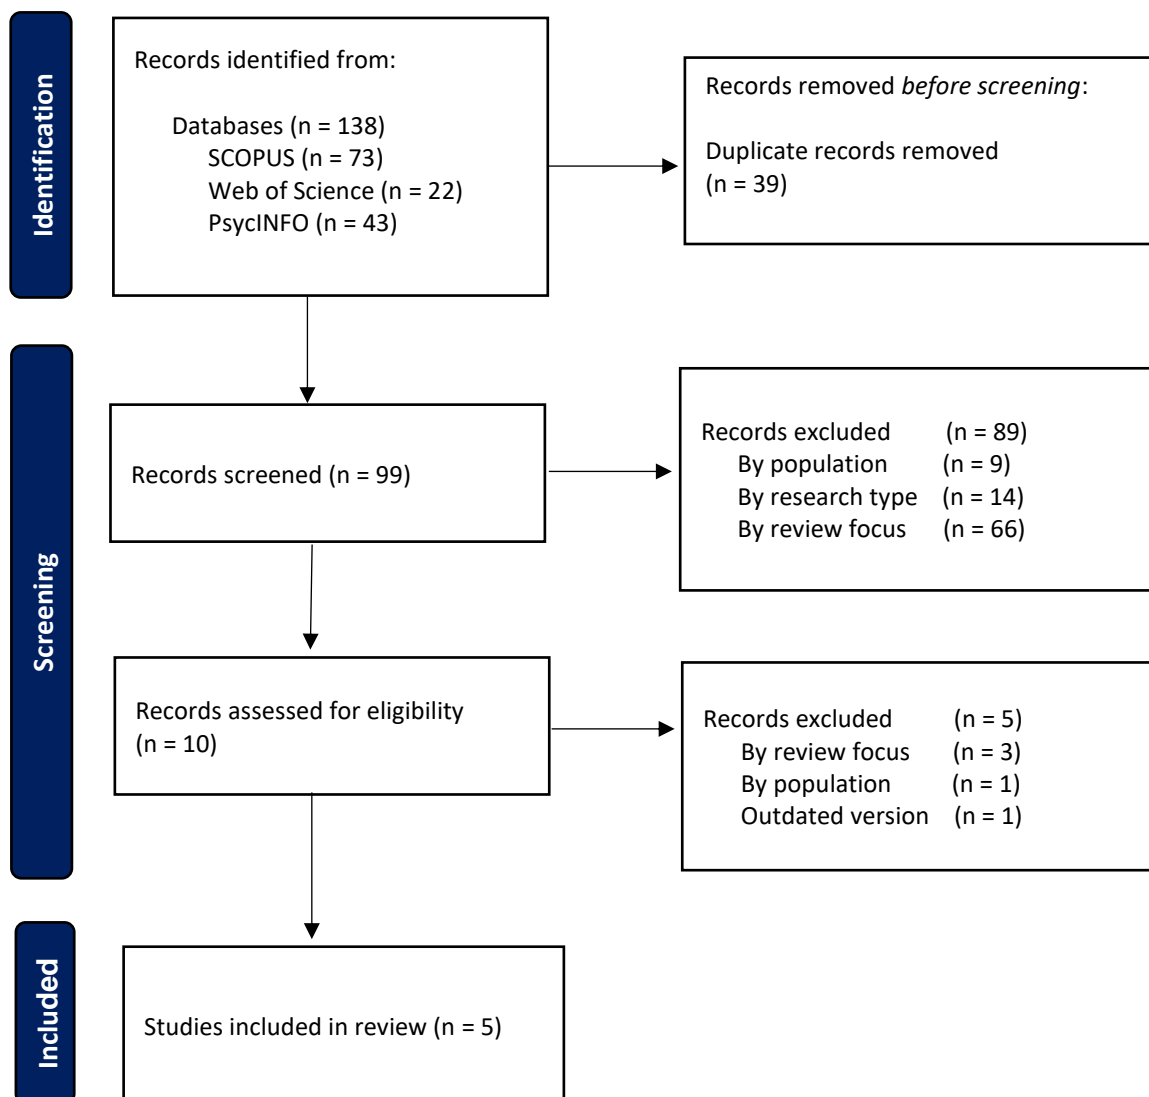 Identification
Records identified from:
Databases (n = 138)
SCOPUS (n = 73)
Web of Science (n = 22)
PsycINFO (n = 43)
Records removed before screening:
Duplicate records removed
(n = 39)
Screening
Records screened (n = 99)
Records excluded (n = 89)
By population (n = 9)
By research type (n = 14)
By review focus (n = 66)
Records assessed for eligibility
(n = 10)
Records excluded (n = 5)
By review focus (n = 3)
By population (n = 1)
Outdated version (n = 1)
Included
Studies included in review (n = 5)